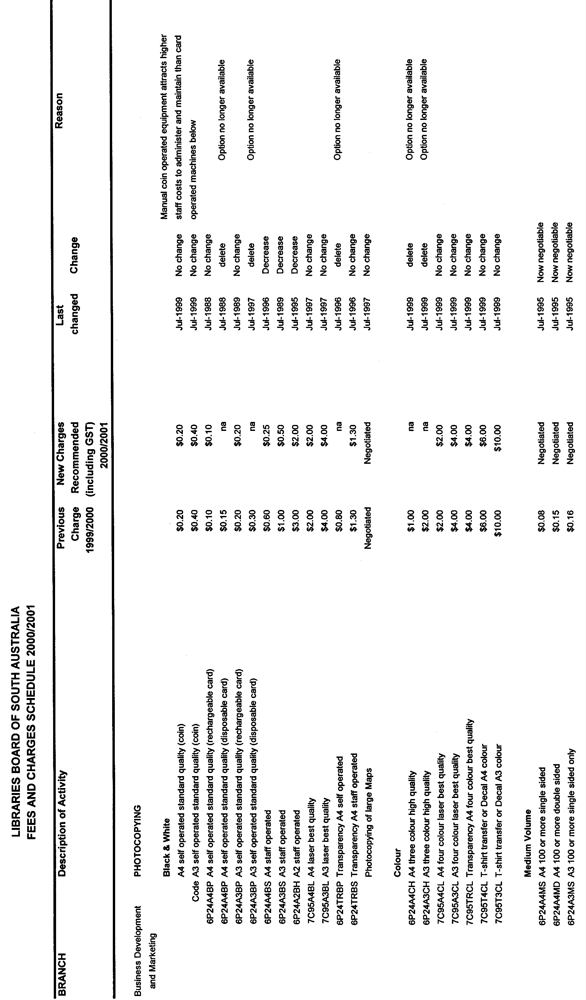 LIBRARIES BOARD OF SOUTH AUSTRALIA
FEES AND CHARGES SCHEDULE 2000/2001
BRANCH Description of Activity Previous New Charges Last Reason
Charge Recommended changed Change
1999/2000 (including GST)
2000/2001
Business Development PHOTOCOPYING
and Marketing
Black & White Manual coin operated equipment attracts higher
A4 self operated standard quality (coin) $0.20 $0.20 Jul-1999 No change staff costs to administer and maintain than card
Code A3 self operated standard quality (coin) $0.40 $0.40 Jul-1999 No change operated machines below
6P24A4BP A4 self operated standard quality (rechargeable card) $0.10 $0.10 Jul-1988 No change
6P24A4BP A4 self operated standard quality (disposable card) $0.15 na Jul-1988 delete Option no longer available
6P24A3BP A3 self operated standard quality (rechargeable card) $0.20 $0.20 Jul-1989 No change
6P24A3BP A3 self operated standard quality (disposable card) $0.30 na Jul-1997 delete Option no longer available
6P24A4BS A4 staff operated $0.60 $0.25 Jul-1996 Decrease
6P24A3BS A3 staff operated $1.00 $0.50 Jul-1989 Decrease
6P24A2BH A2 staff operated $3.00 $2.00 Jul-1995 Decrease
7C95A4BL A4 laser best quality $2.00 $2.00 Jul-1997 No change
7C95A3BL A3 laser best quality $4.00 $4.00 Jul-1997 No change
6P24TRBP Transparency A4 self operated $0.80 na Jul-1996 delete Option no longer available
6P24TRBS Transparency A4 staff operated $1.30 $1.30 Jul-1996 No change
Photocopying of large Maps Negotiated Negotiated Jul-1997 No change
Colour
6P24A4CH A4 three colour high quality $1.00 na Jul-1999 delete Option no longer available
6P24A3CH A3 three colour high quality $2.00 na Jul-1999 delete Option no longer available
7C95A4CL A4 four colour laser best quality $2.00 $2.00 Jul-1999 No change
7C95A3CL A3 four colour laser best quality $4.00 $4.00 Jul-1999 No change
7C95TRCL Transparency A4 four colour best quality $4.00 $4.00 Jul-1999 No change
7C95T4CL T-shirt transfer or Decal A4 colour $6.00 $6.00 Jul-1999 No change
7C95T3CL T-shirt transfer or Decal A3 colour $10.00 $10.00 Jul-1999 No change
Medium Volume
6P24A4MS A4 100 or more single sided $0.08 Negotiated Jul-1995 Now negotiable
6P24A4MD A4 100 or more double sided $0.15 Negotiated Jul-1995 Now negotiable
6P24A3MS A3 100 or more single sided only $0.16 Negotiated Jul-1995 Now negotiable